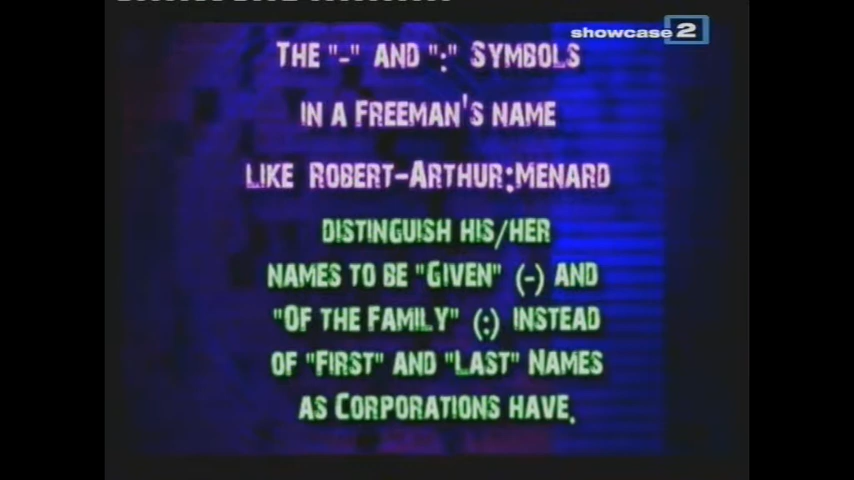 showcase 2
THE "-" AND ":" SYMBOLS
IN A FREEMAN'S NAME
LIKE ROBERT-ARTHUR:MENARD
DISTINGUISH HIS/HER
NAMES TO BE "GIVEN" (-) AND
"OF THE FAMILY" (:) INSTEAD
OF "FIRST" AND "LAST" NAMES
AS CORPORATIONS HAVE.